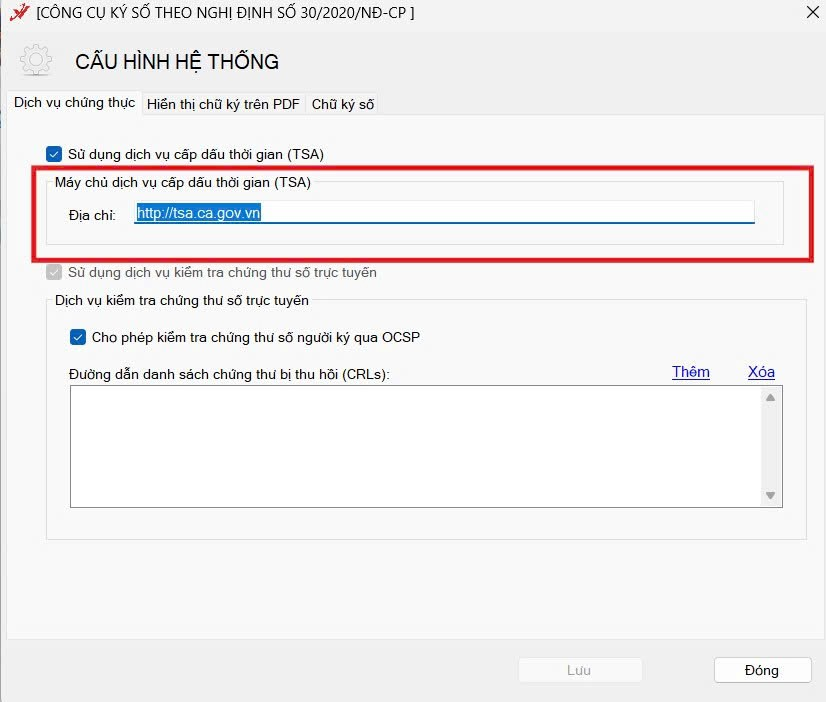 [CÔNG CỤ KÝ SỐ THEO NGHỊ ĐỊNH SỐ 30/2020/NĐ-CP ]
CẤU HÌNH HỆ THỐNG
Dịch vụ chứng thực Hiển thị chữ ký trên PDF Chữ ký số
Sử dụng dịch vụ cấp dấu thời gian (TSA)
Máy chủ dịch vụ cấp dấu thời gian (TSA)
Địa chỉ: http://tsa.ca.gov.vn
Sử dụng dịch vụ kiểm tra chứng thư số trực tuyến
Dịch vụ kiểm tra chứng thư số trực tuyến
Cho phép kiểm tra chứng thư số người ký qua OCSP
Đường dẫn danh sách chứng thư bị thu hồi (CRLs): Thêm Xóa
Lưu Đóng